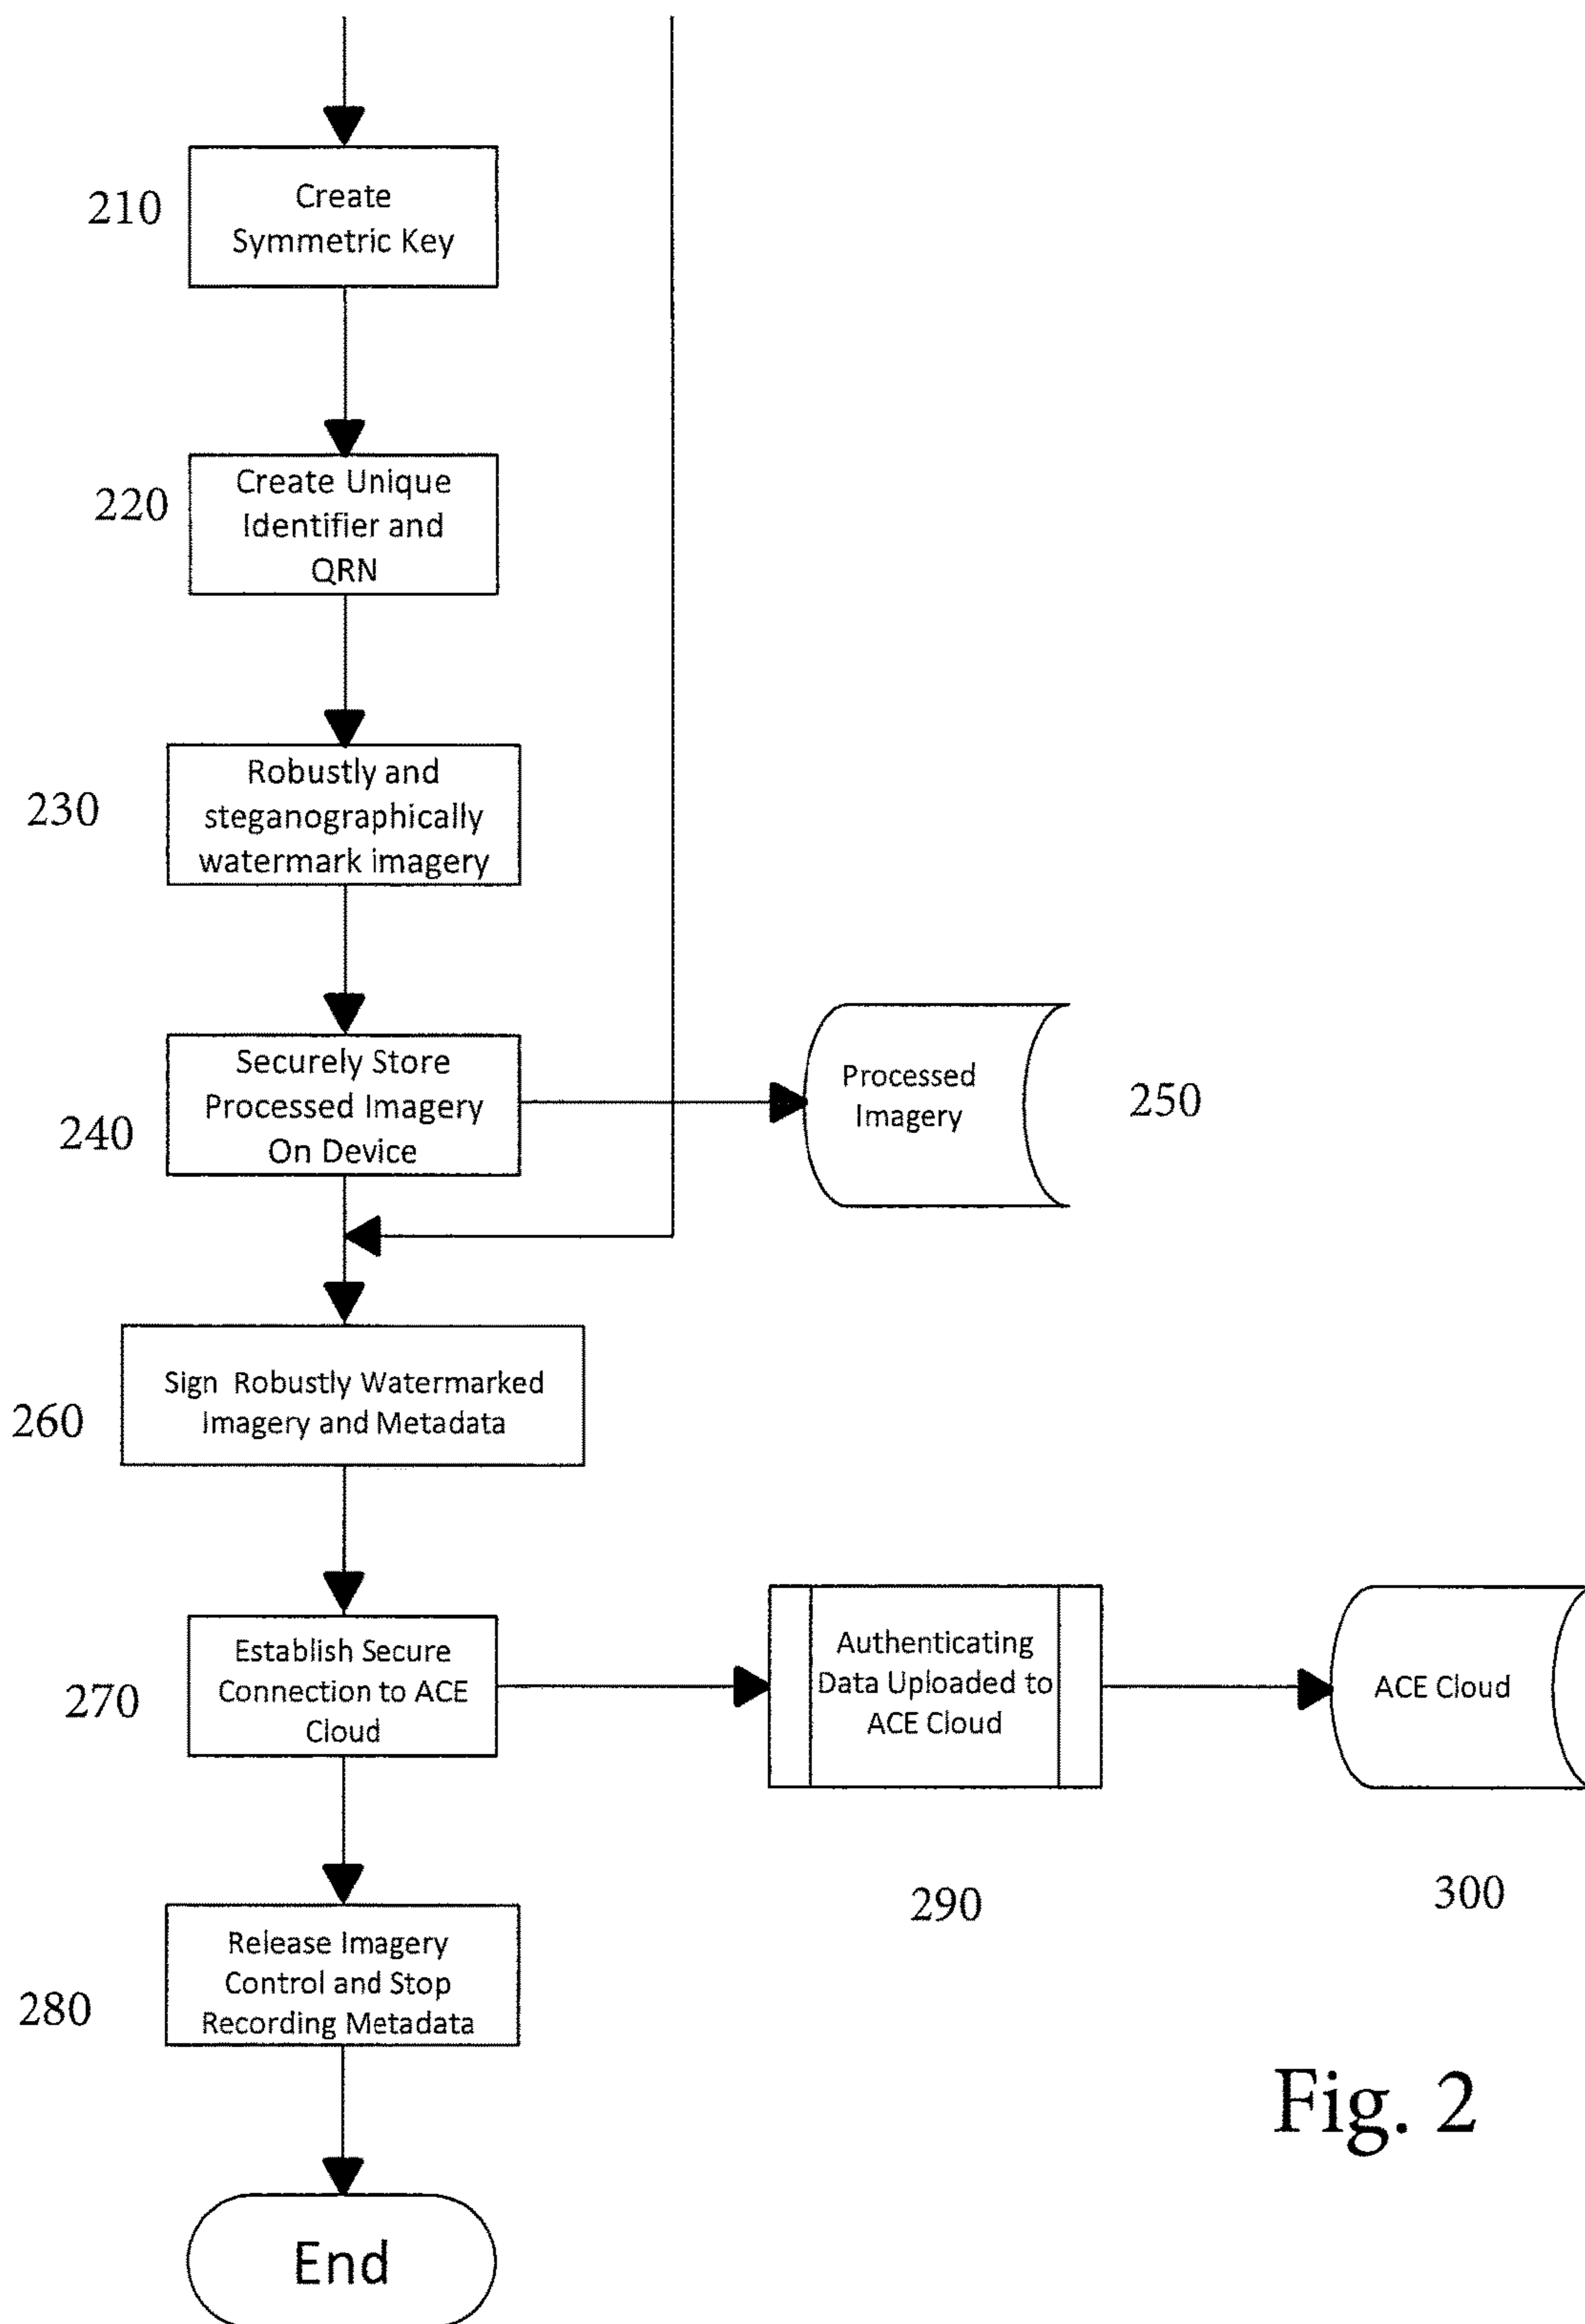 210
Create
Symmetric Key
220
Create Unique
Identifier and
QRN
230
Robustly and
steganographically
watermark imagery
240
Securely Store
Processed Imagery
On Device
Processed
Imagery
250
260
Sign Robustly Watermarked
Imagery and Metadata
270
Establish Secure
Connection to ACE
Cloud
Authenticating
Data Uploaded to
ACE Cloud
290
ACE Cloud
300
280
Release Imagery
Control and Stop
Recording Metadata
End
Fig. 2